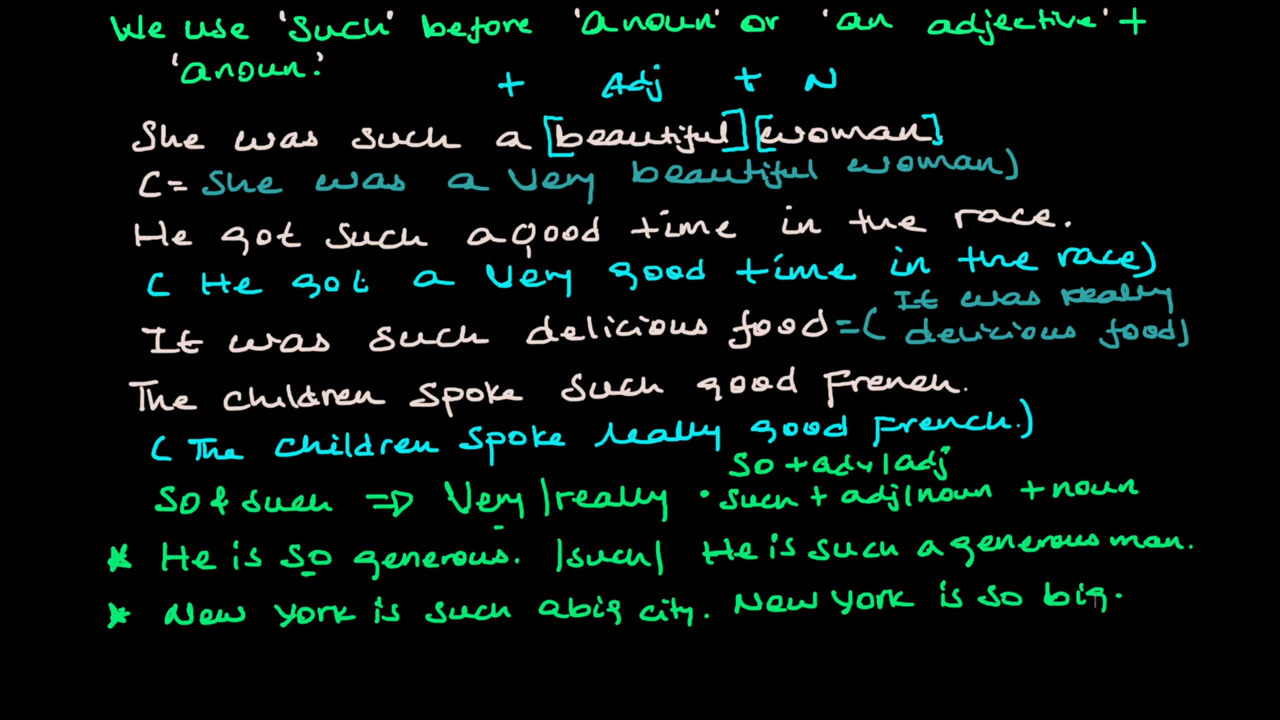 We use 'such' before 'a noun' or 'an adjective' +
'a noun.'
+ Adj + N
She was such a [beautiful] [woman]
(= She was a very beautiful woman)
He got such a good time in the race.
( He got a very good time in the race)
It was such delicious food = ( It was really
delicious food)
The children spoke such good French.
( The children spoke really good French.)
So + adv/adj
So & such => Very /really • such + adj/noun + noun
* He is so generous. /such/ He is such a generous man.
* New York is such a big city. New York is so big.